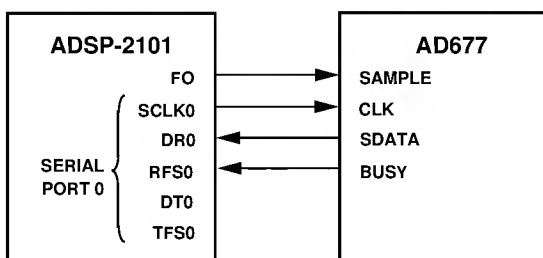 ADSP-2101
FO
SCLK0
DR0
RFS0
DT0
TFS0
SERIAL
PORT 0
AD677
SAMPLE
CLK
SDATA
BUSY